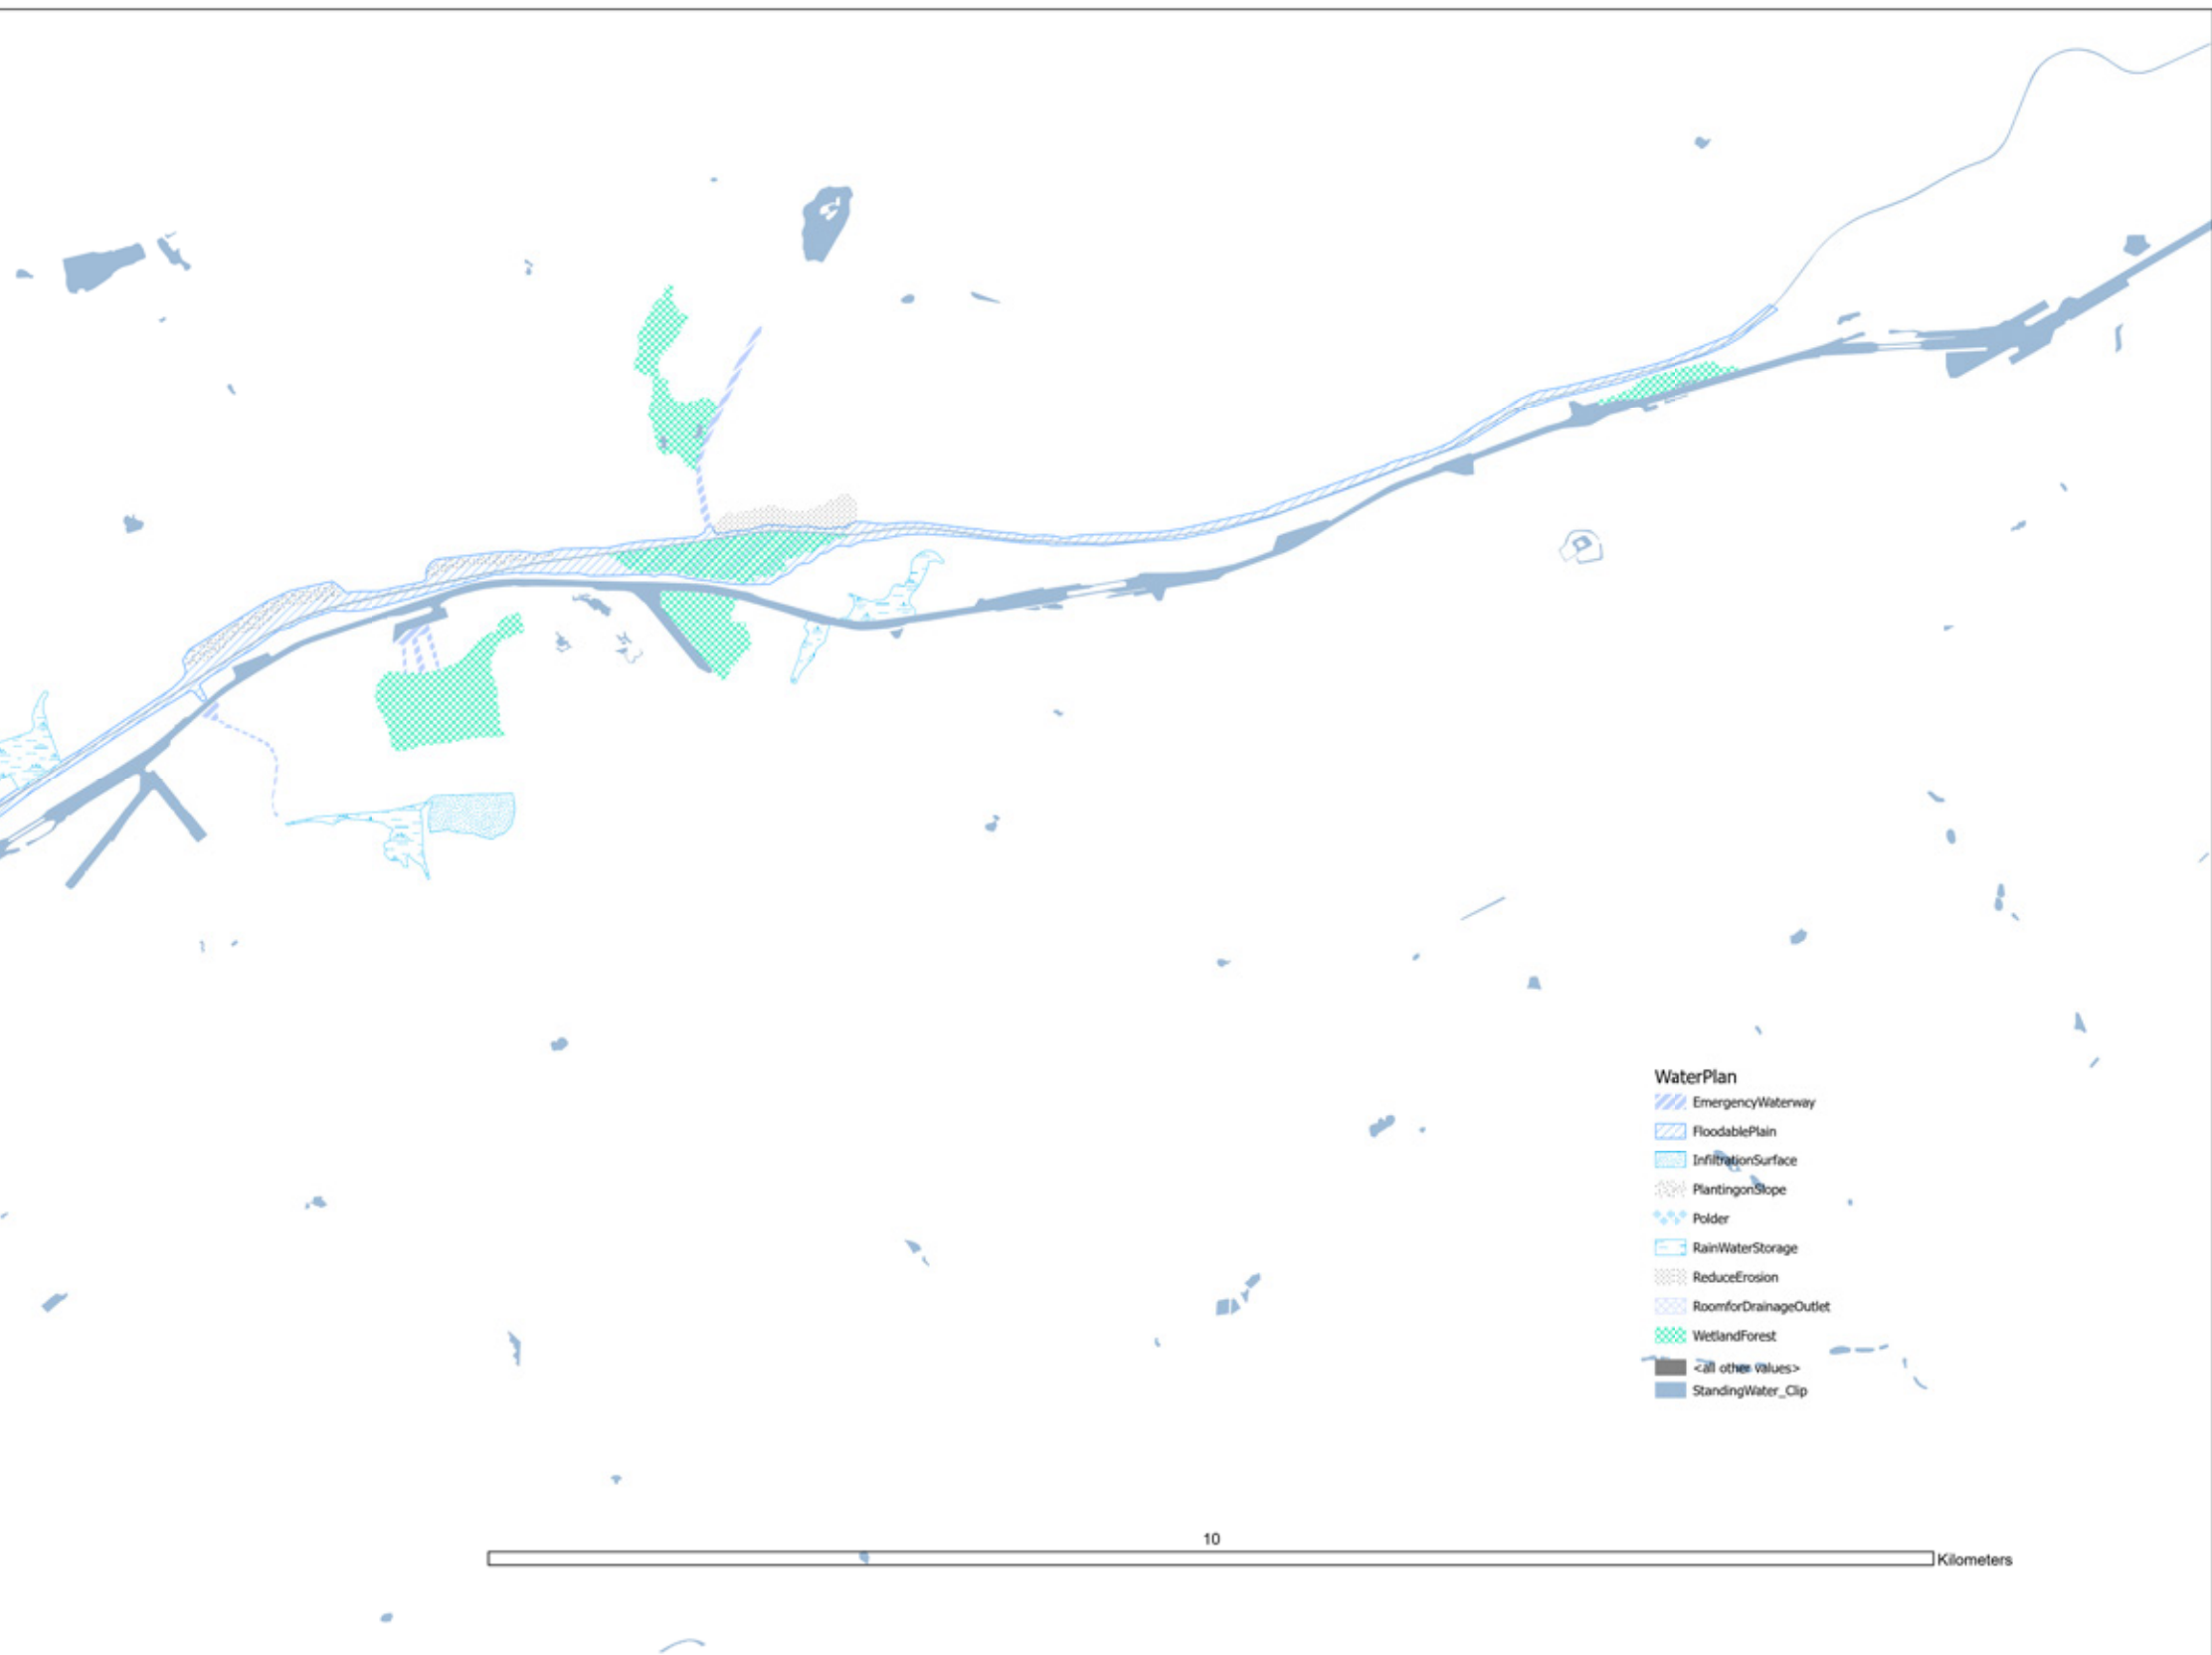 WaterPlan
EmergencyWaterway
FloodablePlain
InfiltrationSurface
PlantingonSlope
Polder
RainWaterStorage
ReduceErosion
RoomforDrainageOutlet
WetlandForest
<all other values>
StandingWater_Clip
10
Kilometers